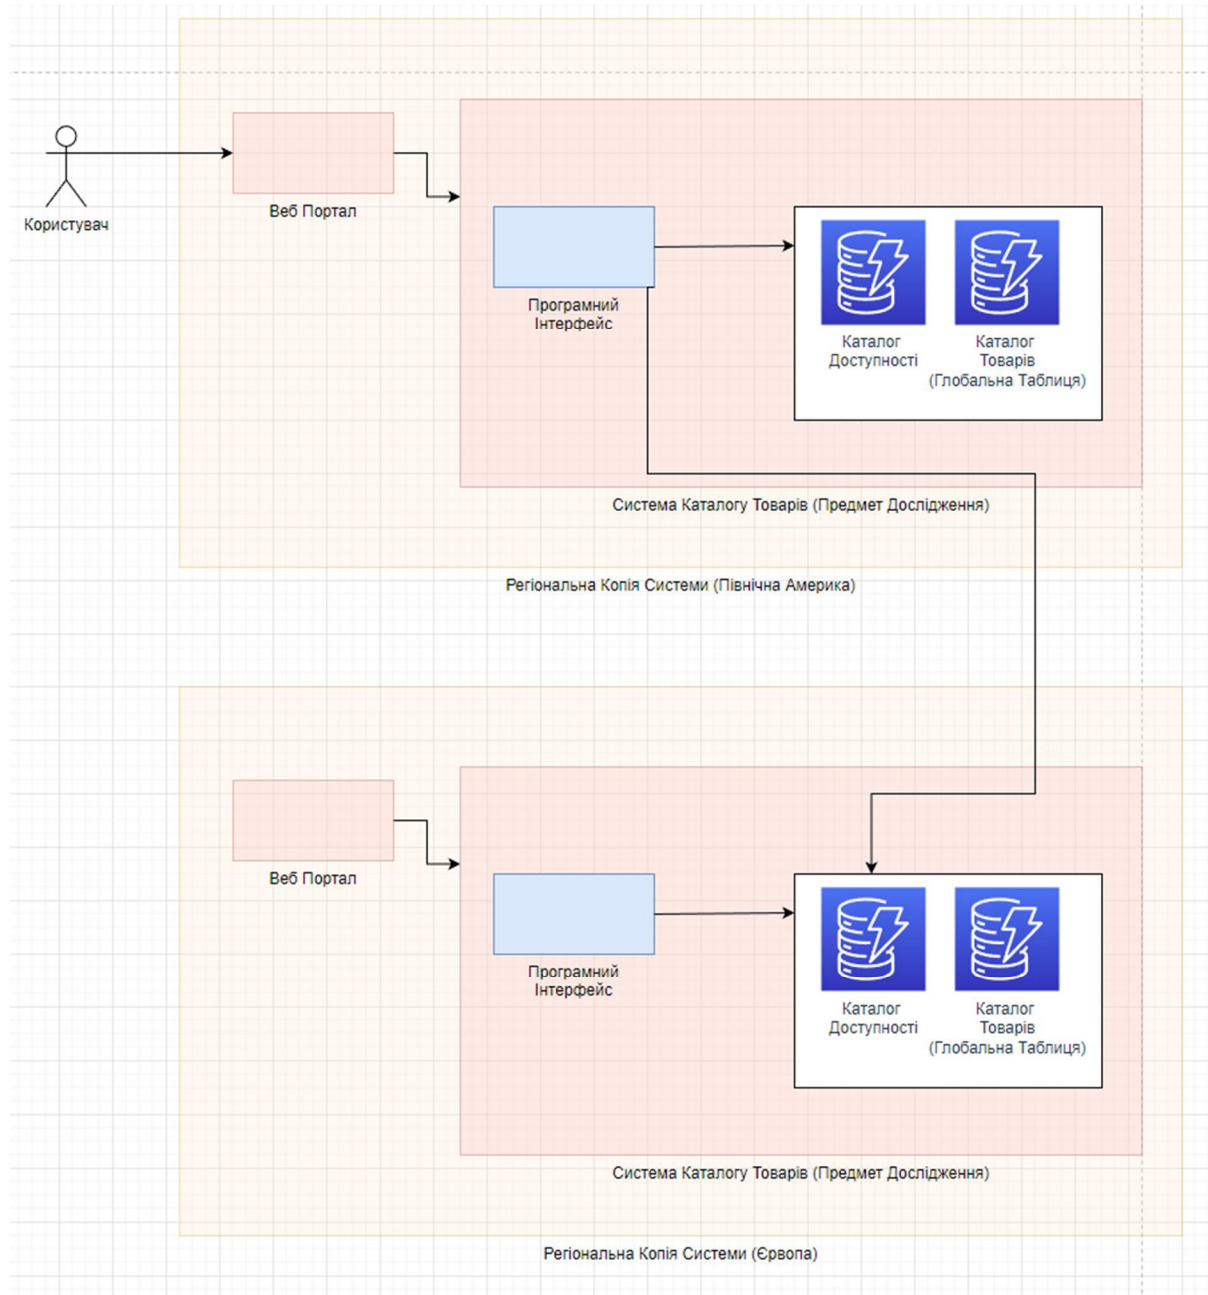 Користувач
Веб Портал
Програмний
Інтерфейс
Каталог
Доступності
Каталог
Товарів
(Глобальна Таблиця)
Система Каталогу Товарів (Предмет Дослідження)
Регіональна Копія Системи (Північна Америка)
Веб Портал
Програмний
Інтерфейс
Каталог
Доступності
Каталог
Товарів
(Глобальна Таблиця)
Система Каталогу Товарів (Предмет Дослідження)
Регіональна Копія Системи (Єрвопа)